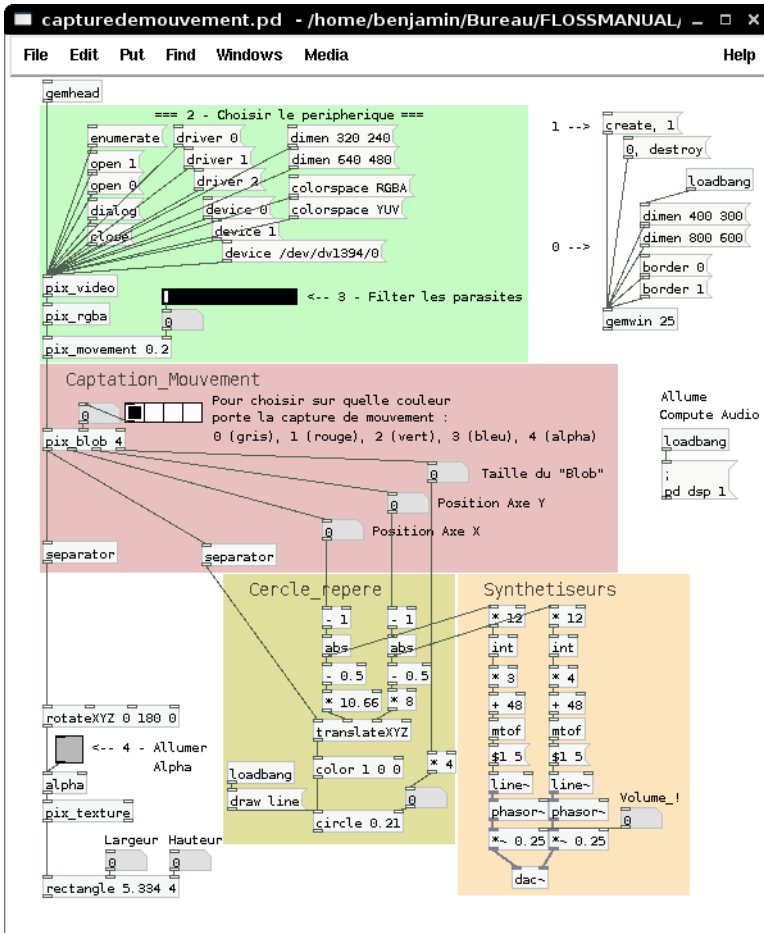 capturedemouvement.pd - /home/benjamin/Bureau/FLOSSMANUAL/
File Edit Put Find Windows Media Help
gemhead
=== 2 - Choisir le peripherique ===
enumerate
driver 0
dimen 320 240
open 1
driver 1
dimen 640 480
open 0
driver 2
colorspace RGBA
dialog
device 0
colorspace YUV
close
device 1
device /dev/dv1394/0
pix_video
<-- 3 - Filter les parasites
pix_rgba
0
pix_movement 0.2
1 -->
create, 1
0, destroy
loadbang
dimen 400 300
dimen 800 600
0 -->
border 0
border 1
gemwin 25
Captation_Mouvement
Pour choisir sur quelle couleur
porte la capture de mouvement :
0 (gris), 1 (rouge), 2 (vert), 3 (bleu), 4 (alpha)
0
pix_blob 4
0
Taille du "Blob"
0
Position Axe Y
0
Position Axe X
separator
separator
Allume
Compute Audio
loadbang
;
pd dsp 1
Cercle_repere
- 1
- 1
abs
abs
- 0.5
- 0.5
* 10.66
* 8
translateXYZ
color 1 0 0
* 4
loadbang
draw line
0
circle 0.21
Synthetiseurs
* 12
* 12
int
int
* 3
* 4
+ 48
+ 48
mtof
mtof
$1 5
$1 5
line~
line~
Volume_!
phasor~
phasor~
0
*~ 0.25
*~ 0.25
dac~
rotateXYZ 0 180 0
<-- 4 - Allumer
Alpha
alpha
pix_texture
Largeur
Hauteur
0
0
rectangle 5.334 4